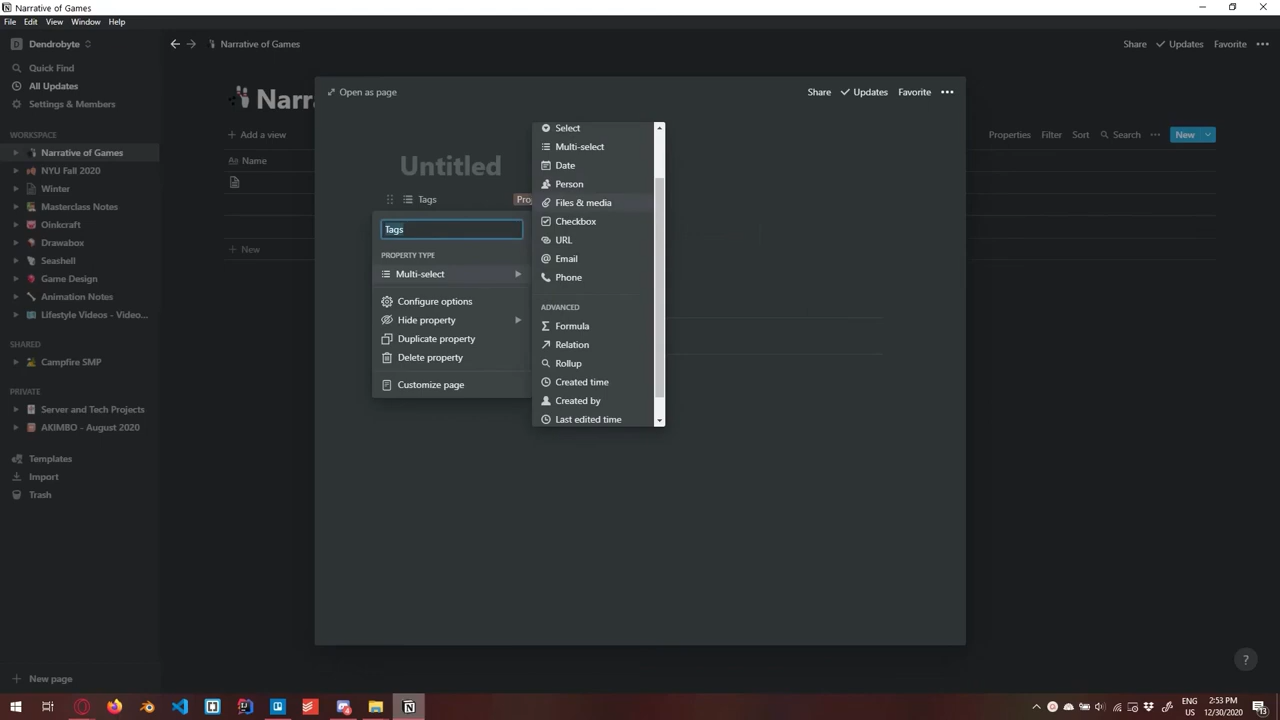 Narrative of Games
File Edit View Window Help
D Dendrobyte
Narrative of Games
Share Updates Favorite
Quick Find
All Updates
Settings & Members
WORKSPACE
Narrative of Games
NYU Fall 2020
Winter
Masterclass Notes
Oinkcraft
Drawabox
Seashell
Game Design
Animation Notes
Lifestyle Videos - Video...
SHARED
Campfire SMP
PRIVATE
Server and Tech Projects
AKIMBO - August 2020
Templates
Import
Trash
New page
Narr
Add a view
Properties Filter Sort Search New
Aa Name
New
Open as page
Share Updates Favorite
Untitled
Tags Pro
Tags
PROPERTY TYPE
Multi-select
Configure options
Hide property
Duplicate property
Delete property
Customize page
Select
Multi-select
Date
Person
Files & media
Checkbox
URL
Email
Phone
ADVANCED
Formula
Relation
Rollup
Created time
Created by
Last edited time
?
ENG
US
2:53 PM
12/30/2020